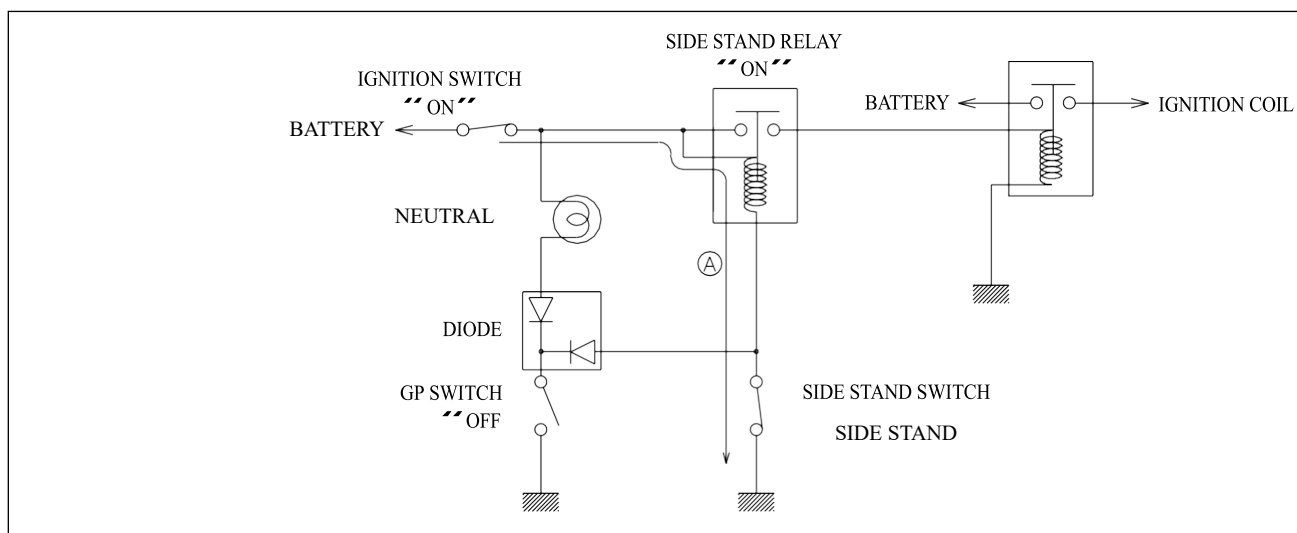 SIDE STAND RELAY
"ON"
IGNITION SWITCH
"ON"
BATTERY
BATTERY
IGNITION COIL
NEUTRAL
A
DIODE
GP SWITCH
"OFF
SIDE STAND SWITCH
SIDE STAND